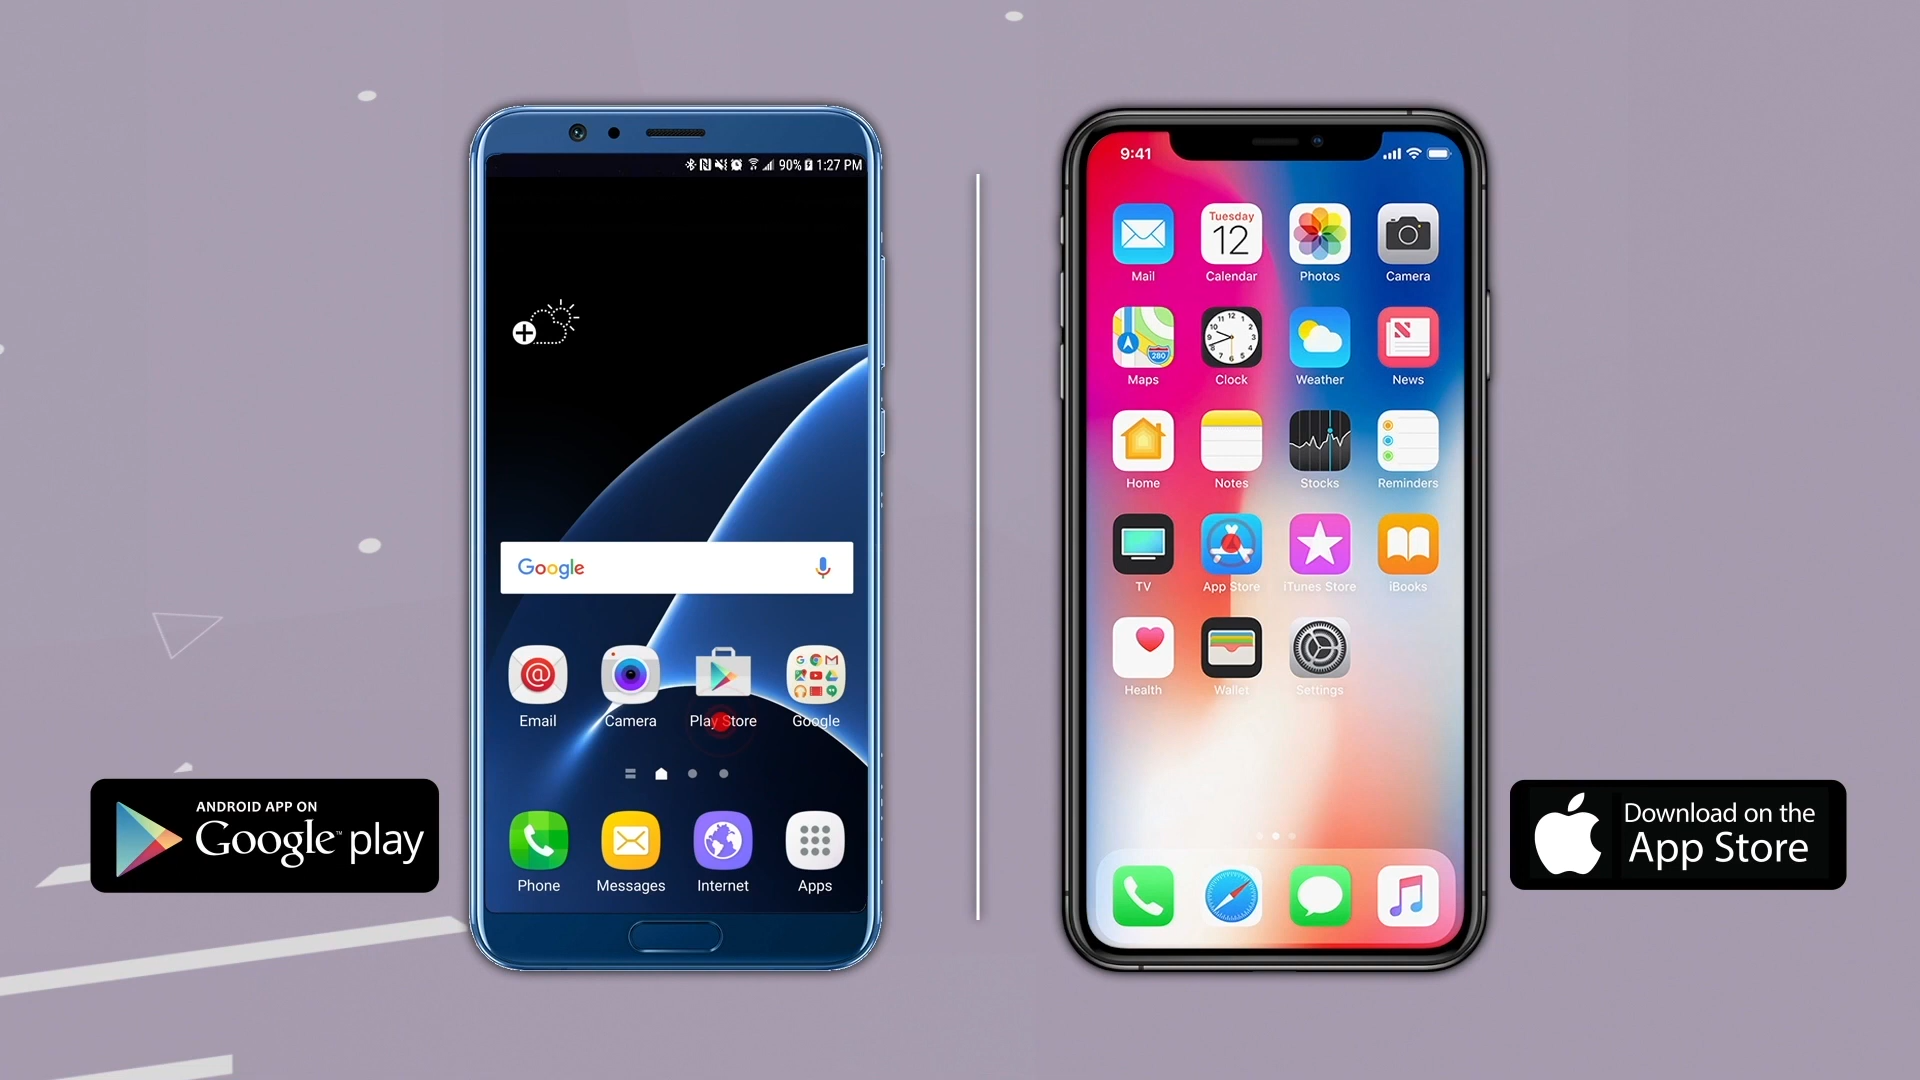 90% 1:27 PM
Google
Email Camera Play Store Google
Phone Messages Internet Apps
ANDROID APP ON
Google™ play
9:41
Tuesday
12
Mail Calendar Photos Camera
280
Maps Clock Weather News
Home Notes Stocks Reminders
TV App Store iTunes Store iBooks
Health Wallet Settings
Download on the
App Store